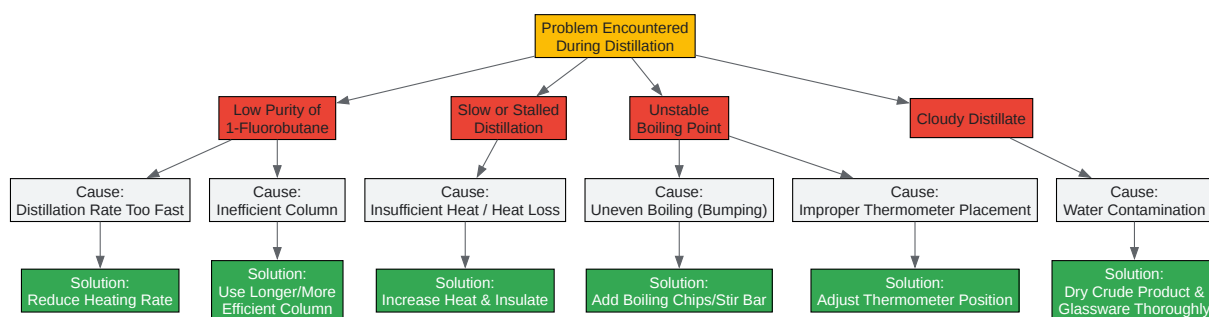 Problem Encountered
During Distillation
Low Purity of
1-Fluorobutane
Slow or Stalled
Distillation
Unstable
Boiling Point
Cloudy Distillate
Cause:
Distillation Rate Too Fast
Cause:
Inefficient Column
Cause:
Insufficient Heat / Heat Loss
Cause:
Uneven Boiling (Bumping)
Cause:
Improper Thermometer Placement
Cause:
Water Contamination
Solution:
Reduce Heating Rate
Solution:
Use Longer/More
Efficient Column
Solution:
Increase Heat & Insulate
Solution:
Add Boiling Chips/Stir Bar
Solution:
Adjust Thermometer Position
Solution:
Dry Crude Product &
Glassware Thoroughly